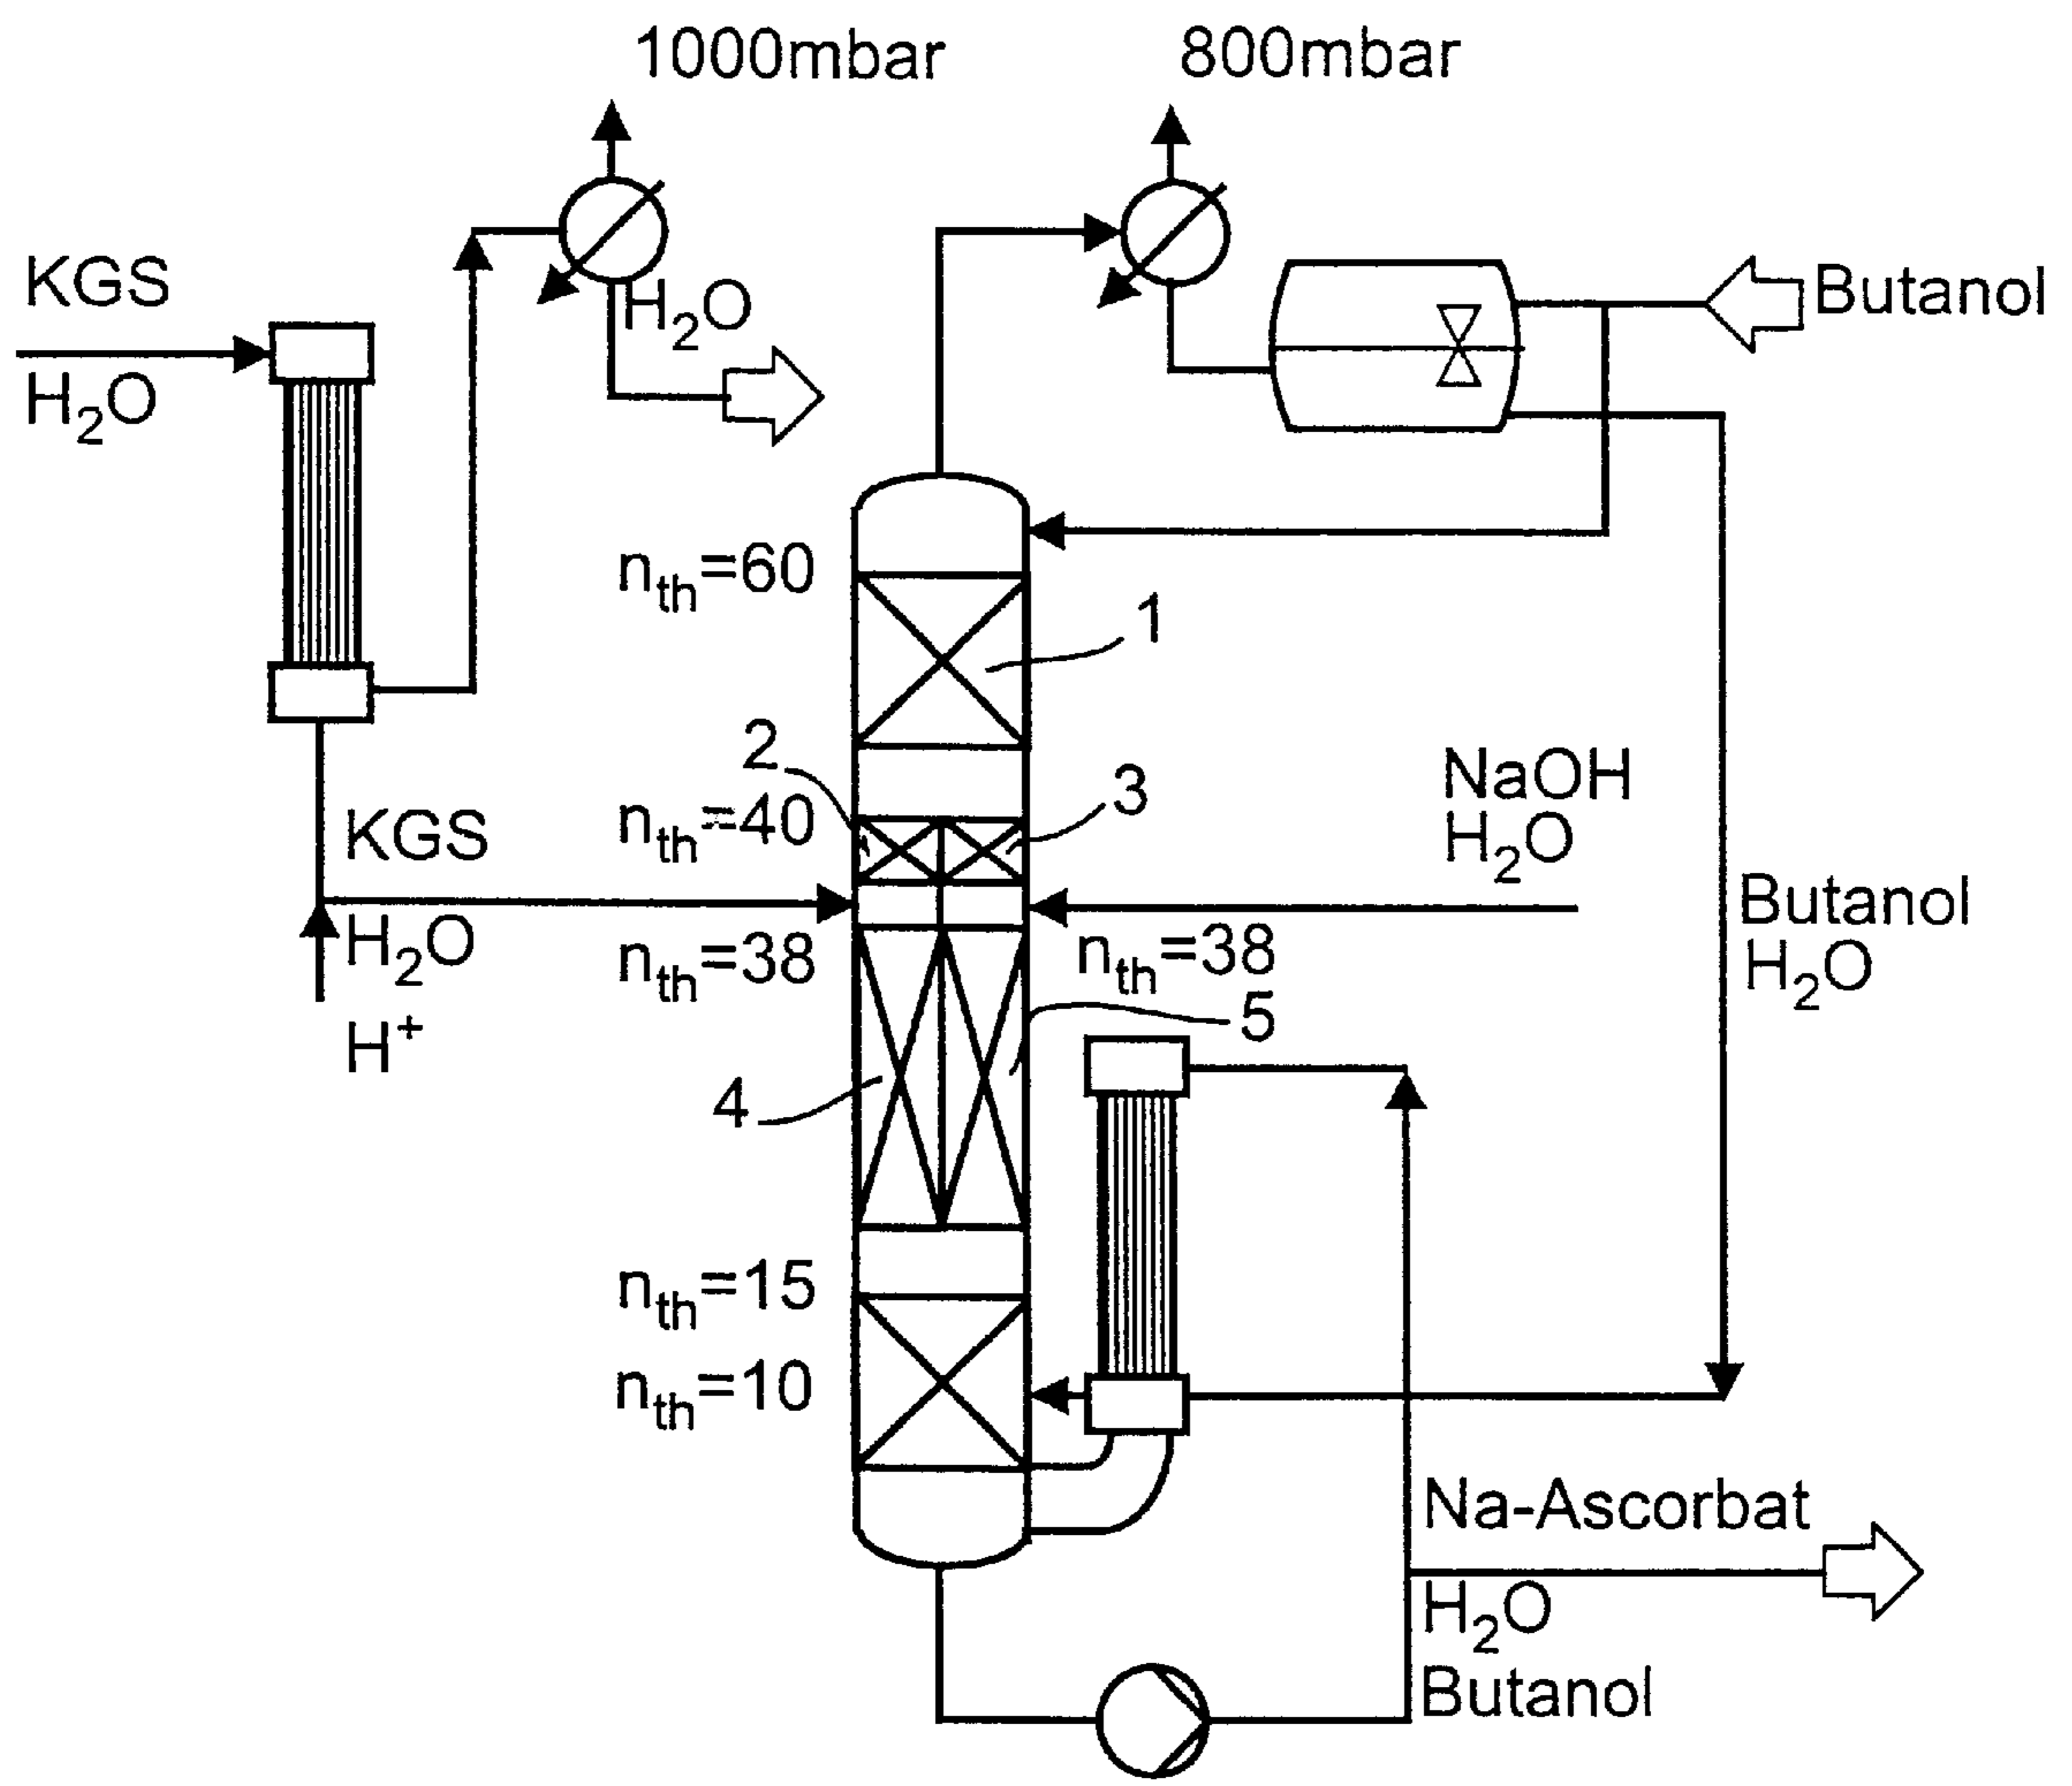 1000mbar
800mbar
KGS
H₂O
H₂O
Butanol
nth=60
1
2
nth=40
3
NaOH
H₂O
KGS
H₂O
H⁺
nth=38
nth=38
5
Butanol
H₂O
4
nth=15
nth=10
Na-Ascorbat
H₂O
Butanol